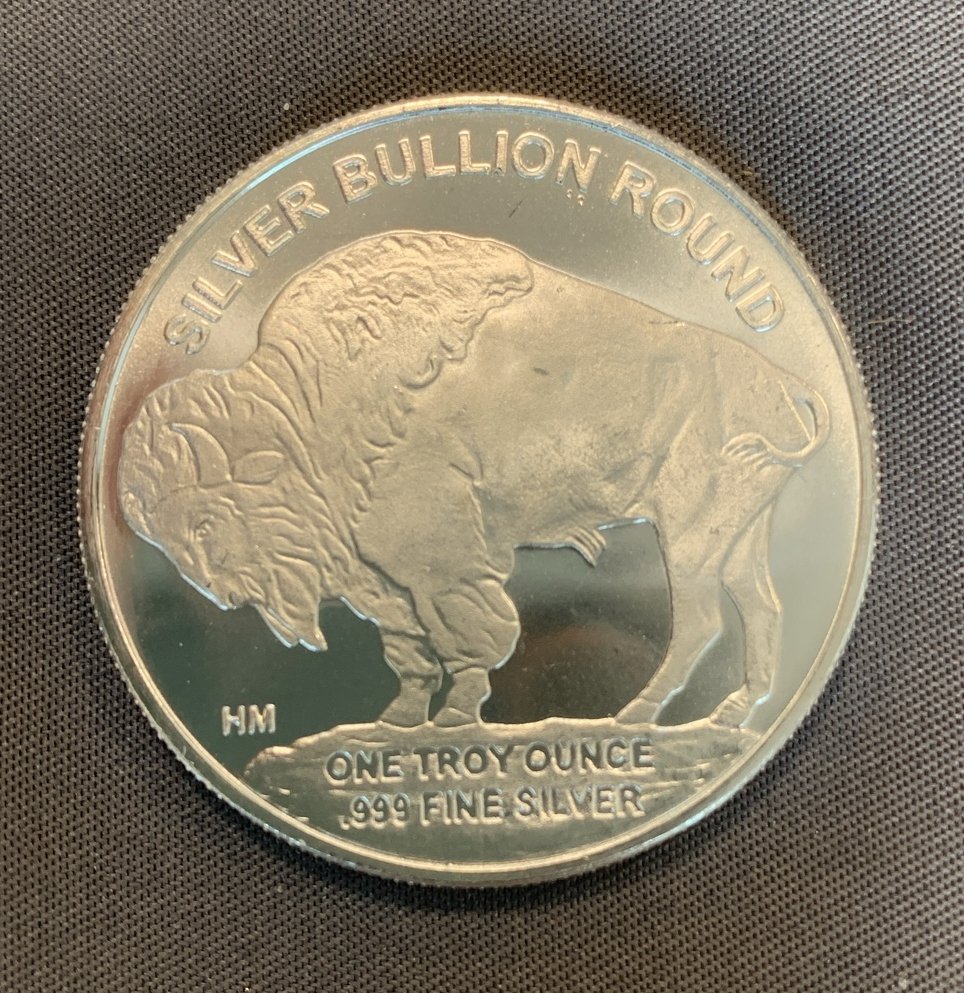 SILVER BULLION ROUND
HM
ONE TROY OUNCE
.999 FINE SILVER